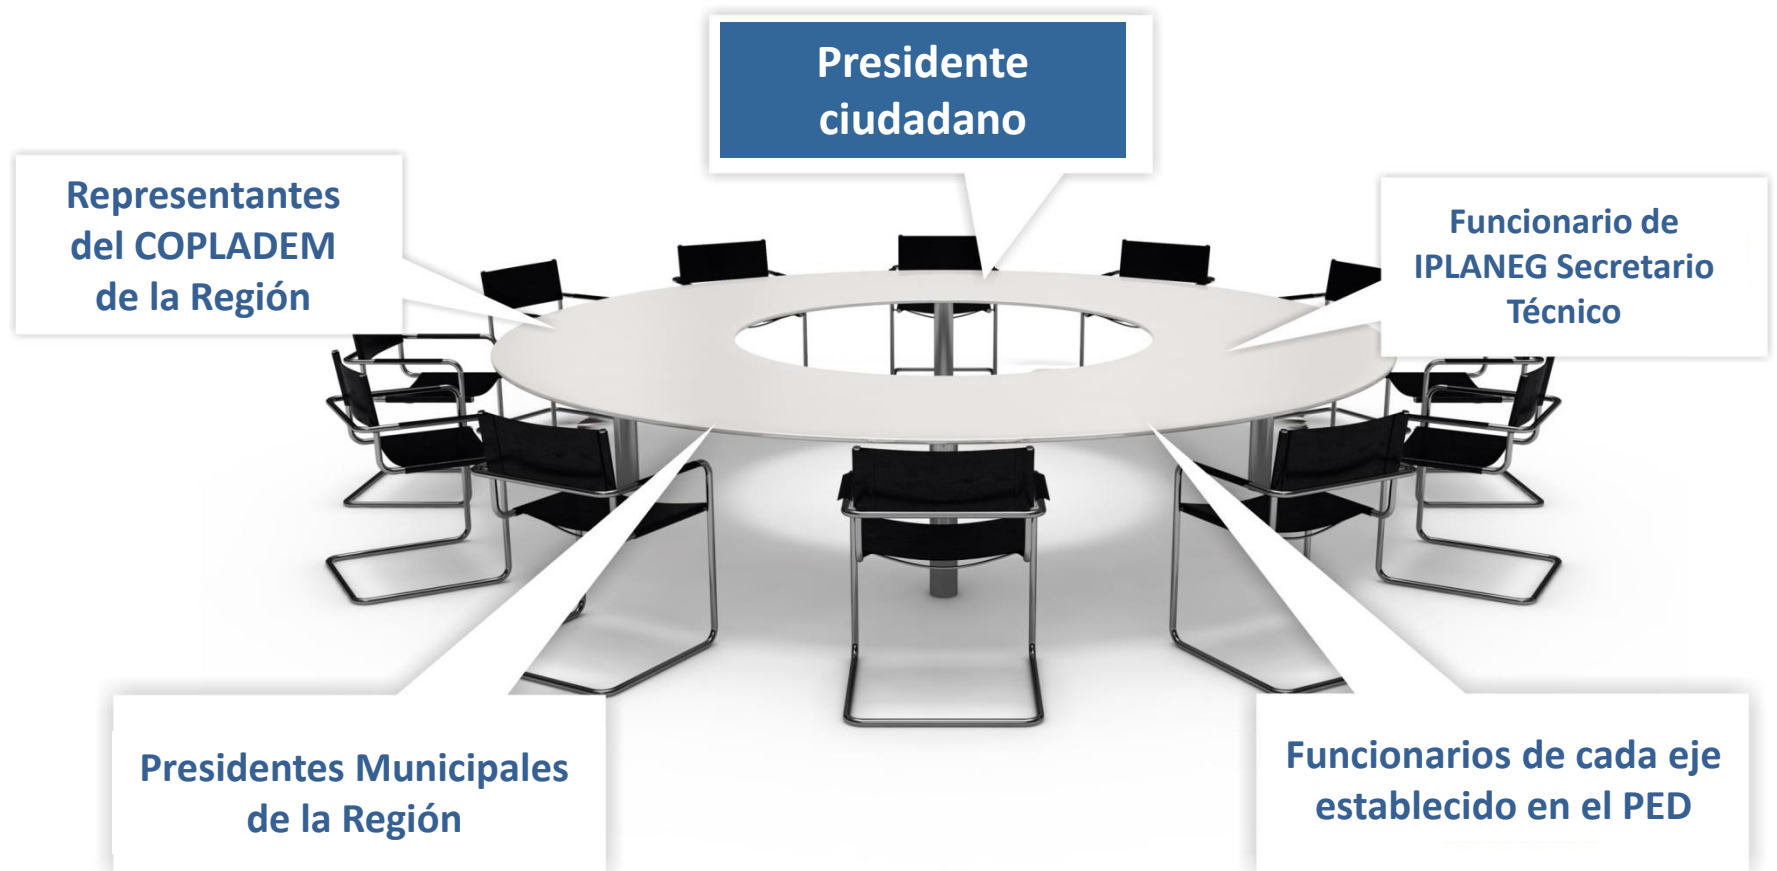 Presidente
ciudadano
Representantes
del COPLADEM
de la Región
Funcionario de
IPLANEG Secretario
Técnico
Presidentes Municipales
de la Región
Funcionarios de cada eje
establecido en el PED